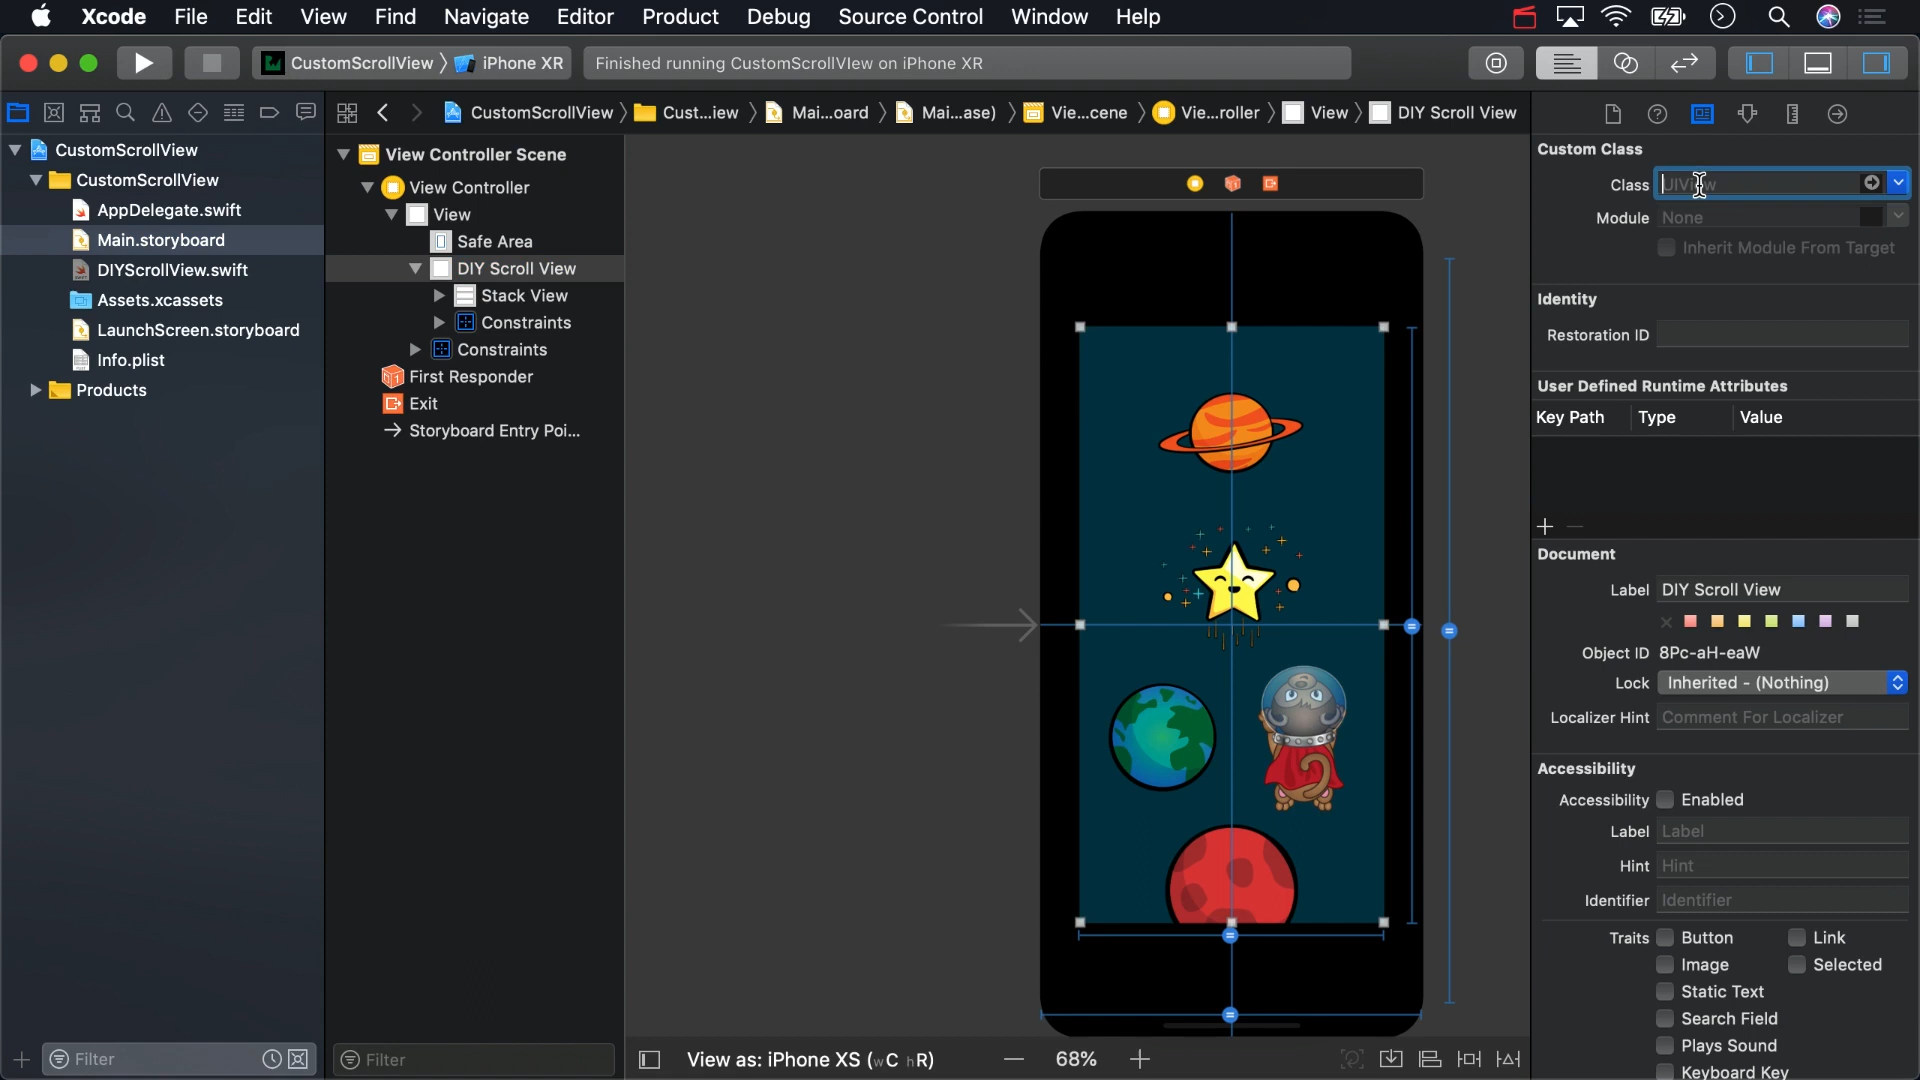 Xcode File Edit View Find Navigate Editor Product Debug Source Control Window Help
CustomScrollView iPhone XR
Finished running CustomScrollView on iPhone XR
CustomScrollView Cust...iew Mai...oard Mai...ase) Vie...cene Vie...roller View DIY Scroll View
CustomScrollView
CustomScrollView
AppDelegate.swift
Main.storyboard
DIYScrollView.swift
Assets.xcassets
LaunchScreen.storyboard
Info.plist
Products
Filter
View Controller Scene
View Controller
View
Safe Area
DIY Scroll View
Stack View
Constraints
Constraints
First Responder
Exit
Storyboard Entry Poi...
Filter
View as: iPhone XS (wC hR)
68%
Custom Class
Class UIView
Module None
Inherit Module From Target
Identity
Restoration ID
User Defined Runtime Attributes
Key Path Type Value
Document
Label DIY Scroll View
Object ID 8Pc-aH-eaW
Lock Inherited - (Nothing)
Localizer Hint Comment For Localizer
Accessibility
Accessibility Enabled
Label Label
Hint Hint
Identifier Identifier
Traits Button Link
Image Selected
Static Text
Search Field
Plays Sound
Keyboard Key